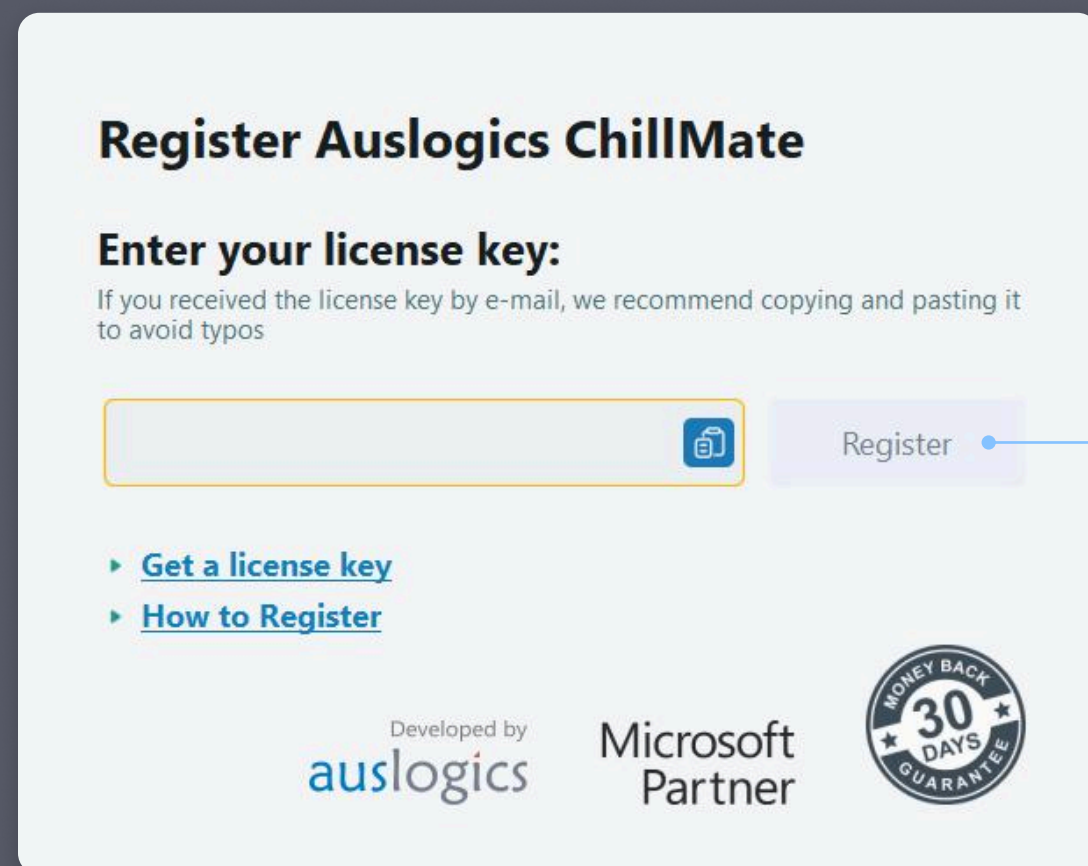 Register Auslogics ChillMate
Enter your license key:
If you received the license key by e-mail, we recommend copying and pasting it
to avoid typos
Register
Get a license key
How to Register
Developed by
auslogics
Microsoft
Partner
MONEY BACK
30
DAYS
GUARANTEE